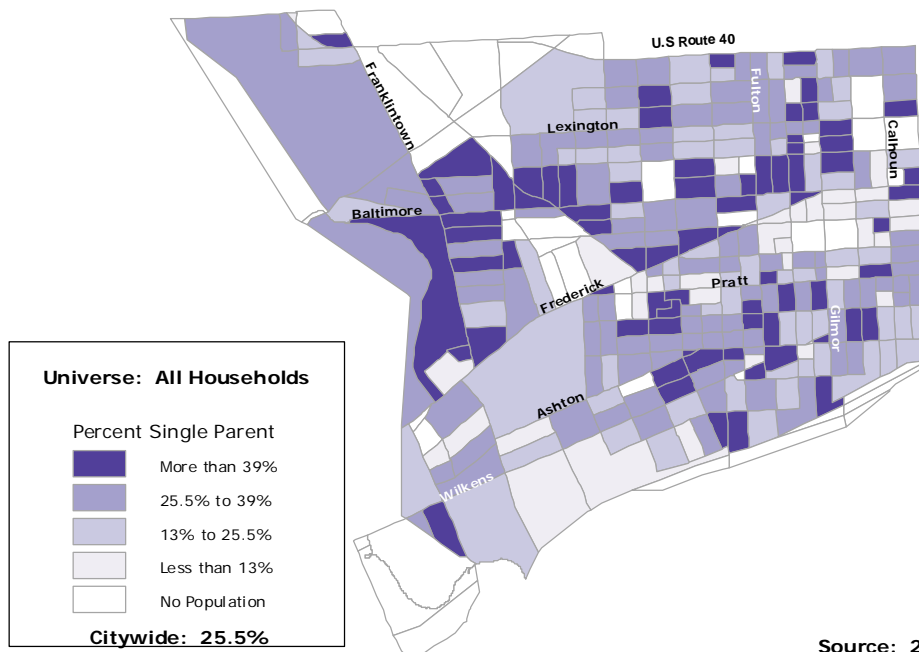 U.S Route 40
Franklintown
Fulton
Lexington
Calhoun
Baltimore
Frederick
Pratt
Gilmor
Ashton
Wilkens
Universe: All Households
Percent Single Parent
More than 39%
25.5% to 39%
13% to 25.5%
Less than 13%
No Population
Citywide: 25.5%
Source: 2